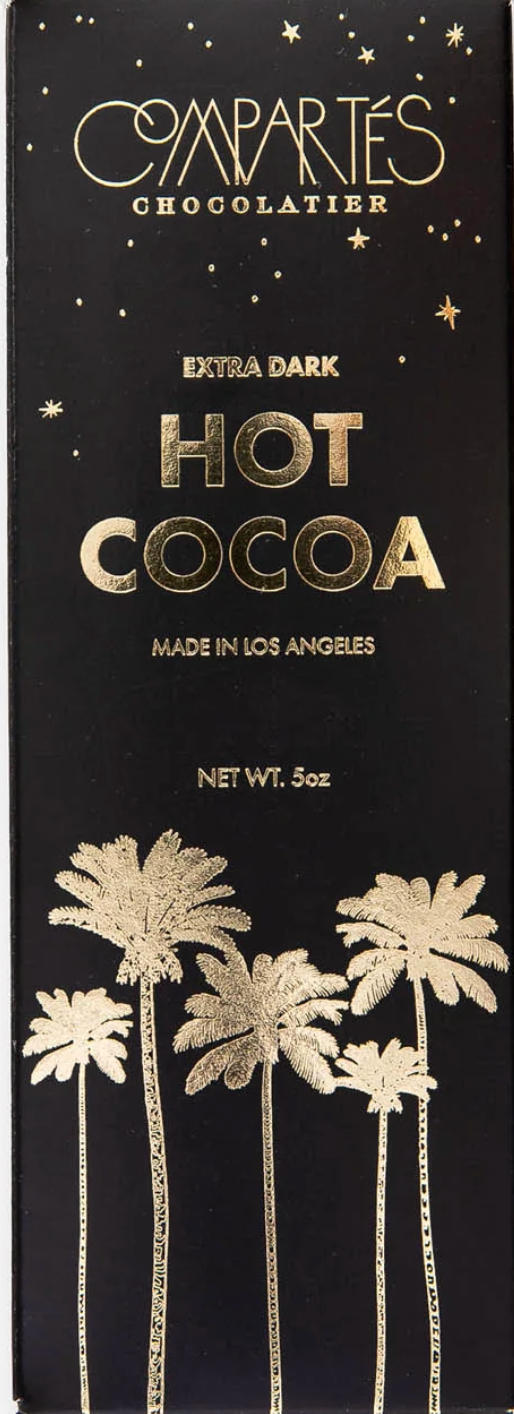 COMPARTÉS
CHOCOLATIER
EXTRA DARK
HOT
COCOA
MADE IN LOS ANGELES
NET WT. 5oz